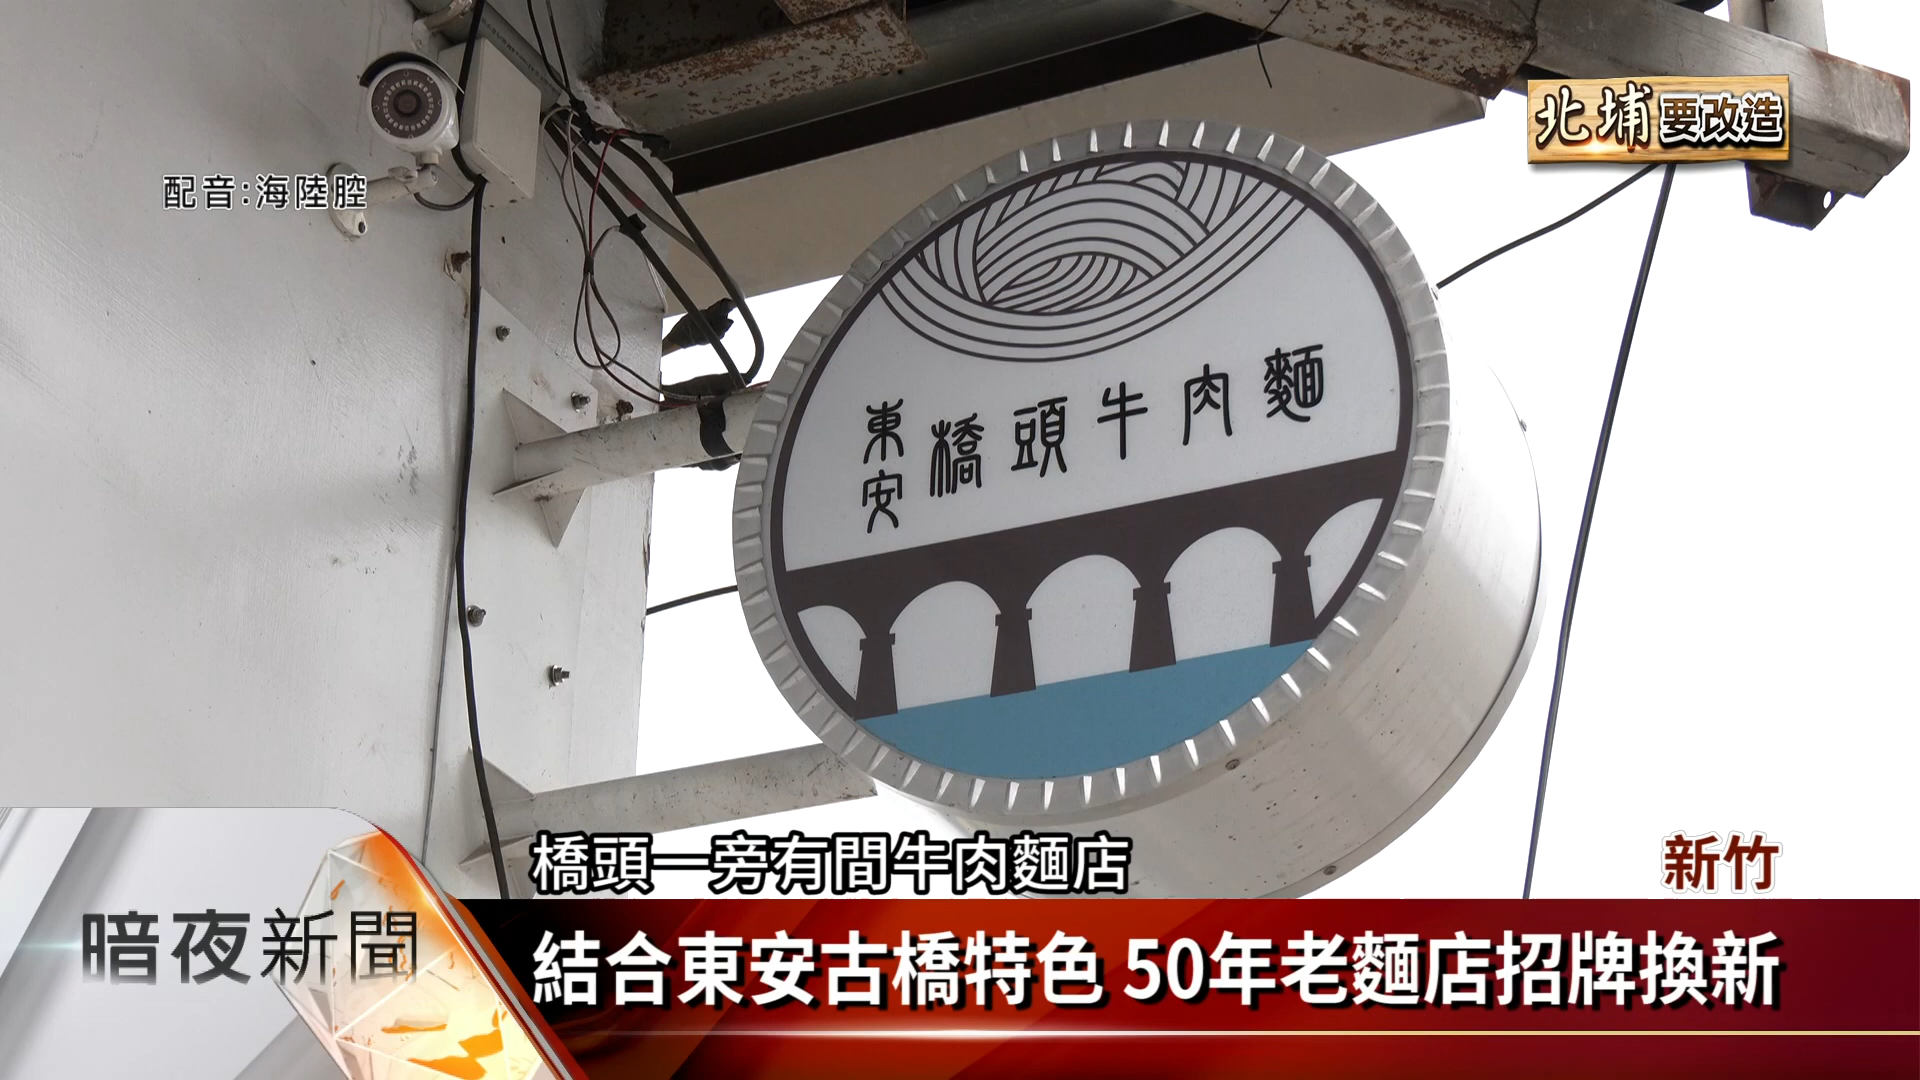 北埔要改造
配音:海陸腔
東安橋頭牛肉麵
橋頭一旁有間牛肉麵店
新竹
暗夜新聞
結合東安古橋特色 50年老麵店招牌換新